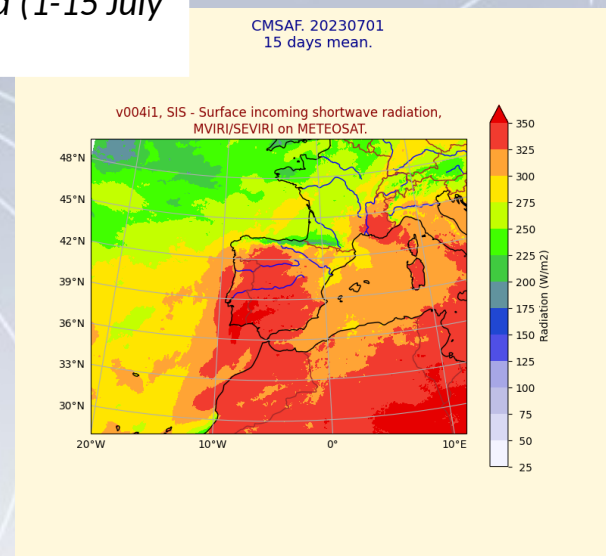 (1-15 July
CMSAF. 20230701
15 days mean.
v004i1, SIS - Surface incoming shortwave radiation,
MVIRI/SEVIRI on METEOSAT.
48°N
45°N
42°N
39°N
36°N
33°N
30°N
20°W
10°W
0°
10°E
350
325
300
275
250
225
200
175
150
125
100
75
50
25
Radiation (W/m2)